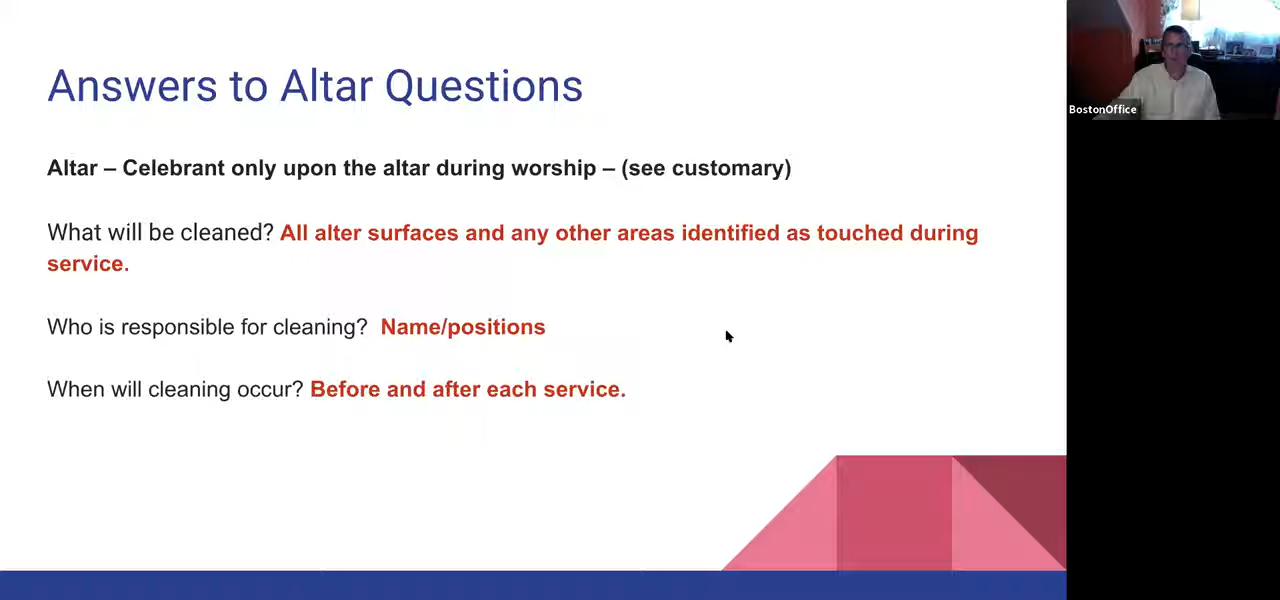 Answers to Altar Questions
BostonOffice
Altar – Celebrant only upon the altar during worship – (see customary)
What will be cleaned? All alter surfaces and any other areas identified as touched during
service.
Who is responsible for cleaning? Name/positions
When will cleaning occur? Before and after each service.